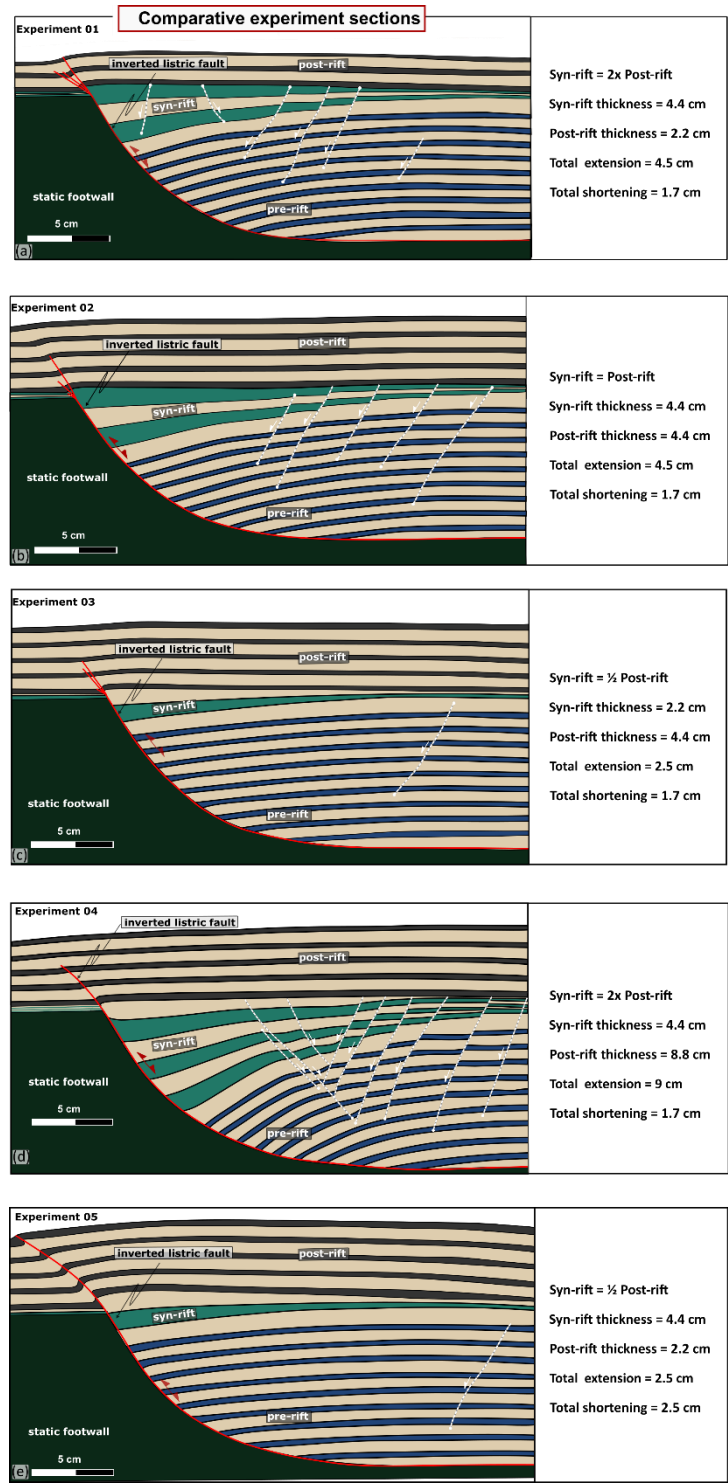 Comparative experiment sections
Experiment 01
inverted listric fault
post-rift
syn-rift
static footwall
pre-rift
5 cm
(a)
Syn-rift = 2x Post-rift
Syn-rift thickness = 4.4 cm
Post-rift thickness = 2.2 cm
Total extension = 4.5 cm
Total shortening = 1.7 cm
Experiment 02
inverted listric fault
post-rift
syn-rift
static footwall
pre-rift
5 cm
(b)
Syn-rift = Post-rift
Syn-rift thickness = 4.4 cm
Post-rift thickness = 4.4 cm
Total extension = 4.5 cm
Total shortening = 1.7 cm
Experiment 03
inverted listric fault
post-rift
syn-rift
static footwall
pre-rift
5 cm
(c)
Syn-rift = ½ Post-rift
Syn-rift thickness = 2.2 cm
Post-rift thickness = 4.4 cm
Total extension = 2.5 cm
Total shortening = 1.7 cm
Experiment 04
inverted listric fault
post-rift
syn-rift
static footwall
pre-rift
5 cm
(d)
Syn-rift = 2x Post-rift
Syn-rift thickness = 4.4 cm
Post-rift thickness = 8.8 cm
Total extension = 9 cm
Total shortening = 1.7 cm
Experiment 05
inverted listric fault
post-rift
syn-rift
static footwall
pre-rift
5 cm
(e)
Syn-rift = ½ Post-rift
Syn-rift thickness = 4.4 cm
Post-rift thickness = 2.2 cm
Total extension = 2.5 cm
Total shortening = 2.5 cm